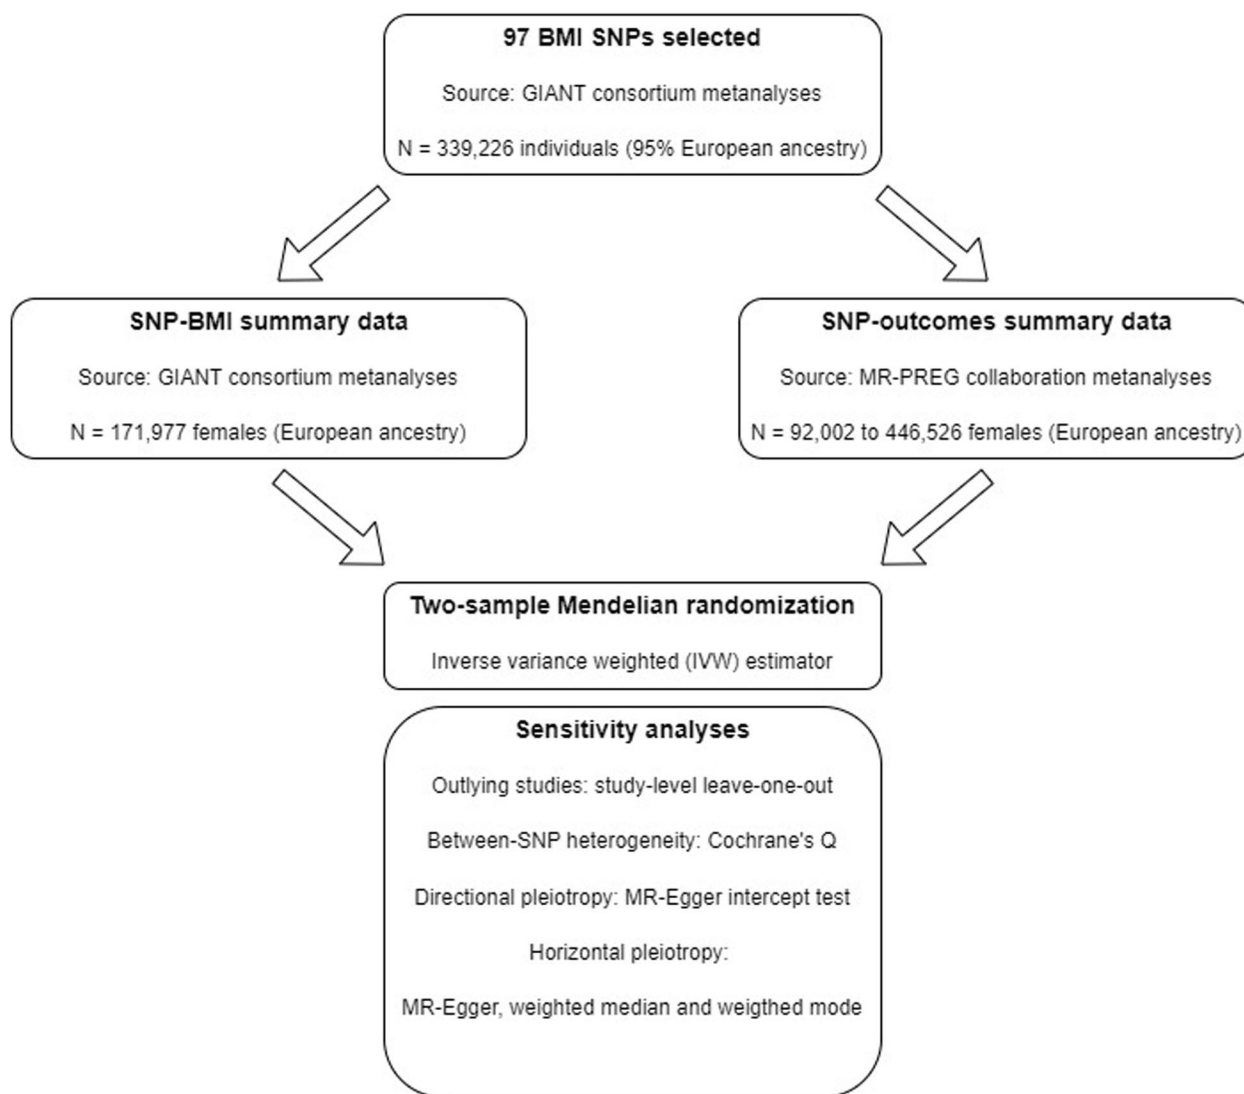 97 BMI SNPs selected
Source: GIANT consortium metanalyses
N = 339,226 individuals (95% European ancestry)
SNP-BMI summary data
Source: GIANT consortium metanalyses
N = 171,977 females (European ancestry)
SNP-outcomes summary data
Source: MR-PREG collaboration metanalyses
N = 92,002 to 446,526 females (European ancestry)
Two-sample Mendelian randomization
Inverse variance weighted (IVW) estimator
Sensitivity analyses
Outlying studies: study-level leave-one-out
Between-SNP heterogeneity: Cochrane's Q
Directional pleiotropy: MR-Egger intercept test
Horizontal pleiotropy:
MR-Egger, weighted median and weigthed mode